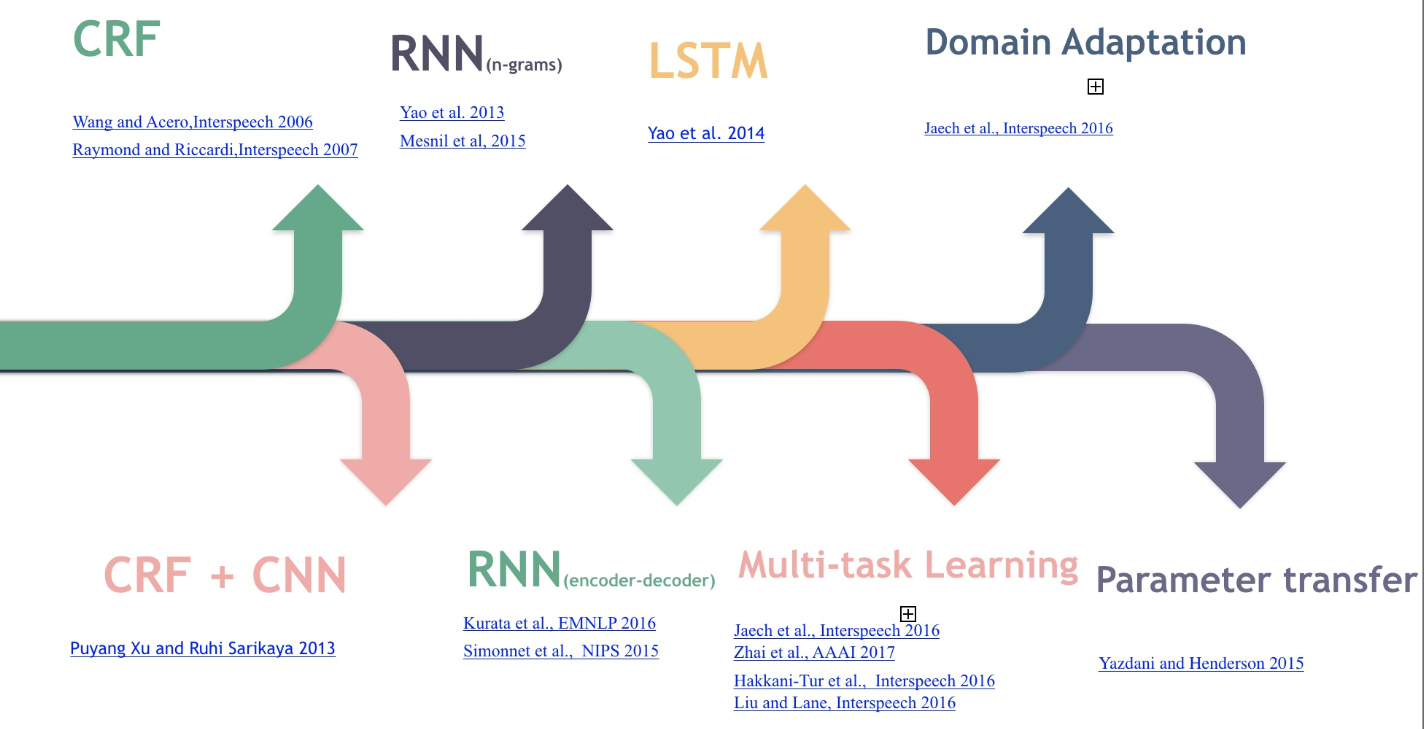 CRF
Wang and Acero,Interspeech 2006
Raymond and Riccardi,Interspeech 2007
RNN(n-grams)
Yao et al. 2013
Mesnil et al, 2015
LSTM
Yao et al. 2014
Domain Adaptation
Jaech et al., Interspeech 2016
CRF + CNN
Puyang Xu and Ruhi Sarikaya 2013
RNN(encoder-decoder)
Kurata et al., EMNLP 2016
Simonnet et al., NIPS 2015
Multi-task Learning
Jaech et al., Interspeech 2016
Zhai et al., AAAI 2017
Hakkani-Tur et al., Interspeech 2016
Liu and Lane, Interspeech 2016
Parameter transfer
Yazdani and Henderson 2015